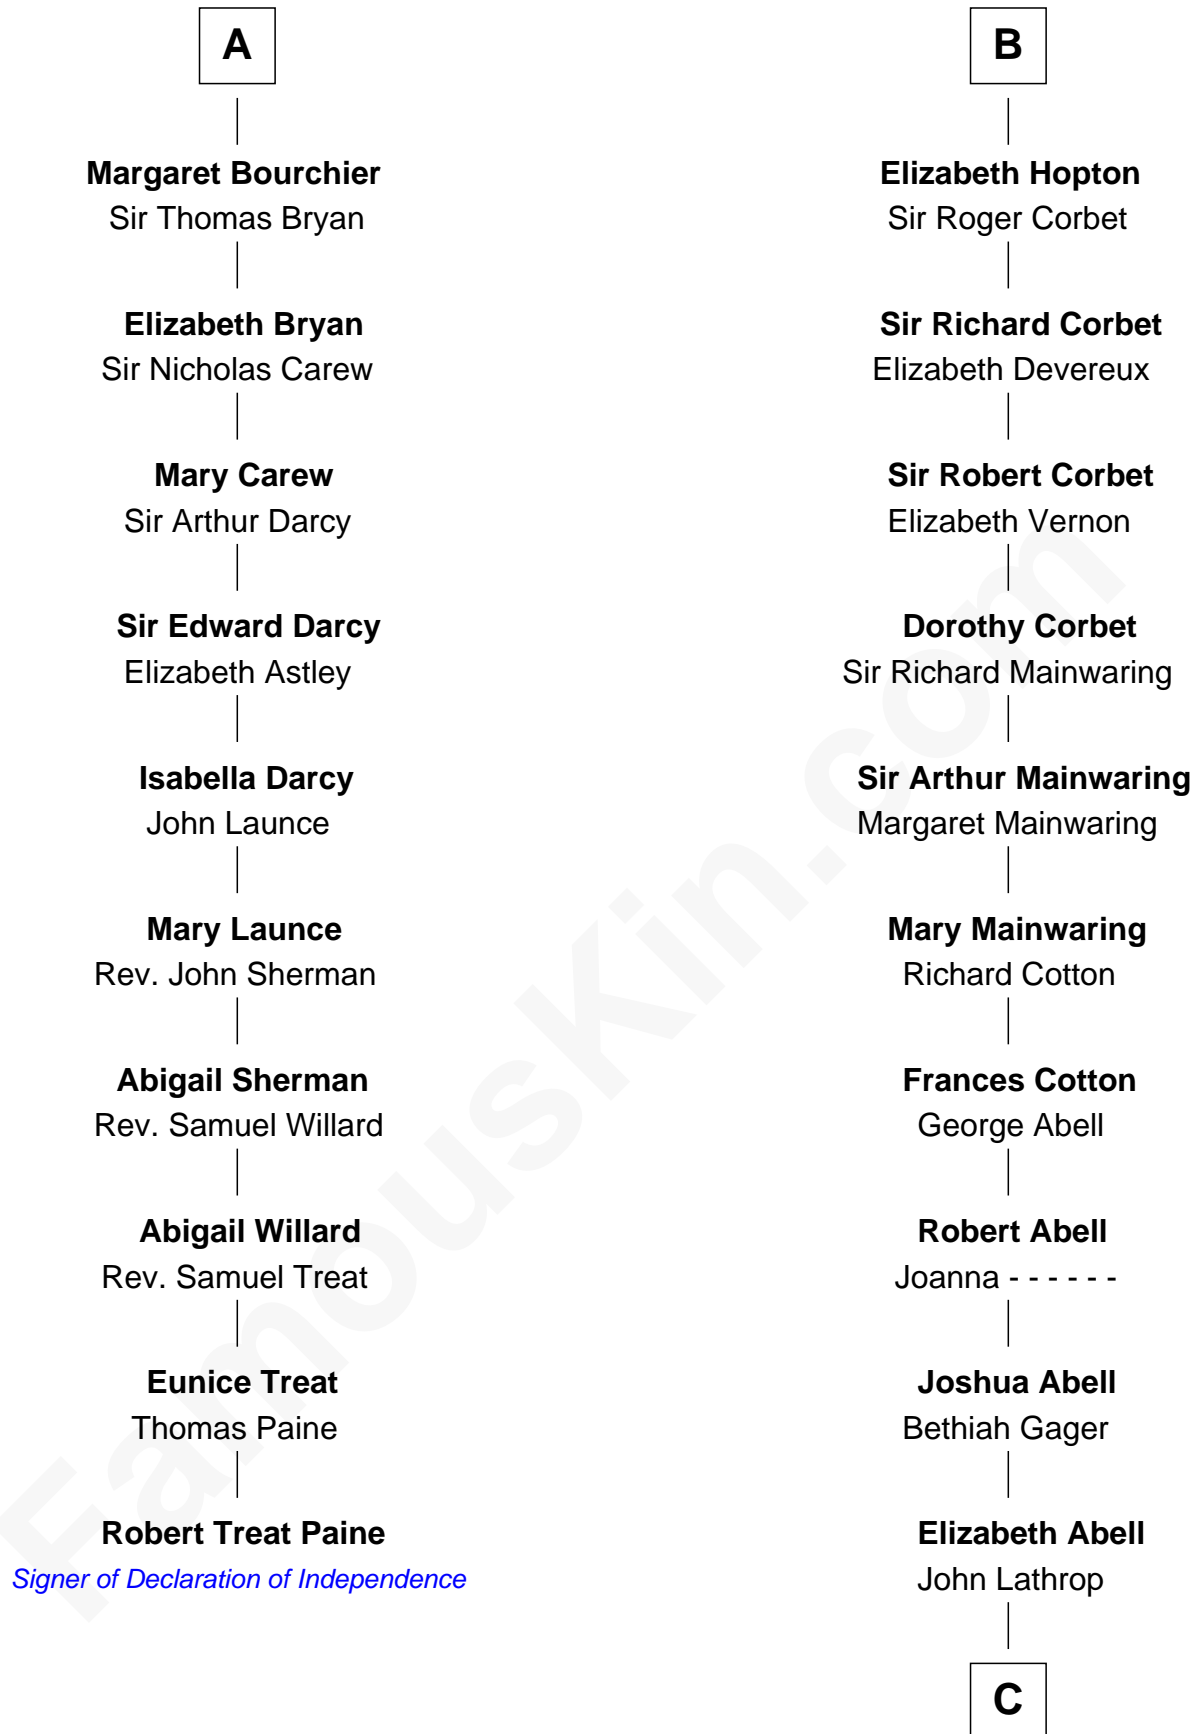 A
Margaret Bourchier
Sir Thomas Bryan
Elizabeth Bryan
Sir Nicholas Carew
Mary Carew
Sir Arthur Darcy
Sir Edward Darcy
Elizabeth Astley
Isabella Darcy
John Launce
Mary Launce
Rev. John Sherman
Abigail Sherman
Rev. Samuel Willard
Abigail Willard
Rev. Samuel Treat
Eunice Treat
Thomas Paine
Robert Treat Paine
Signer of Declaration of Independence
B
Elizabeth Hopton
Sir Roger Corbet
Sir Richard Corbet
Elizabeth Devereux
Sir Robert Corbet
Elizabeth Vernon
Dorothy Corbet
Sir Richard Mainwaring
Sir Arthur Mainwaring
Margaret Mainwaring
Mary Mainwaring
Richard Cotton
Frances Cotton
George Abell
Robert Abell
Joanna - - - - - -
Joshua Abell
Bethiah Gager
Elizabeth Abell
John Lathrop
C
FamousKin.com